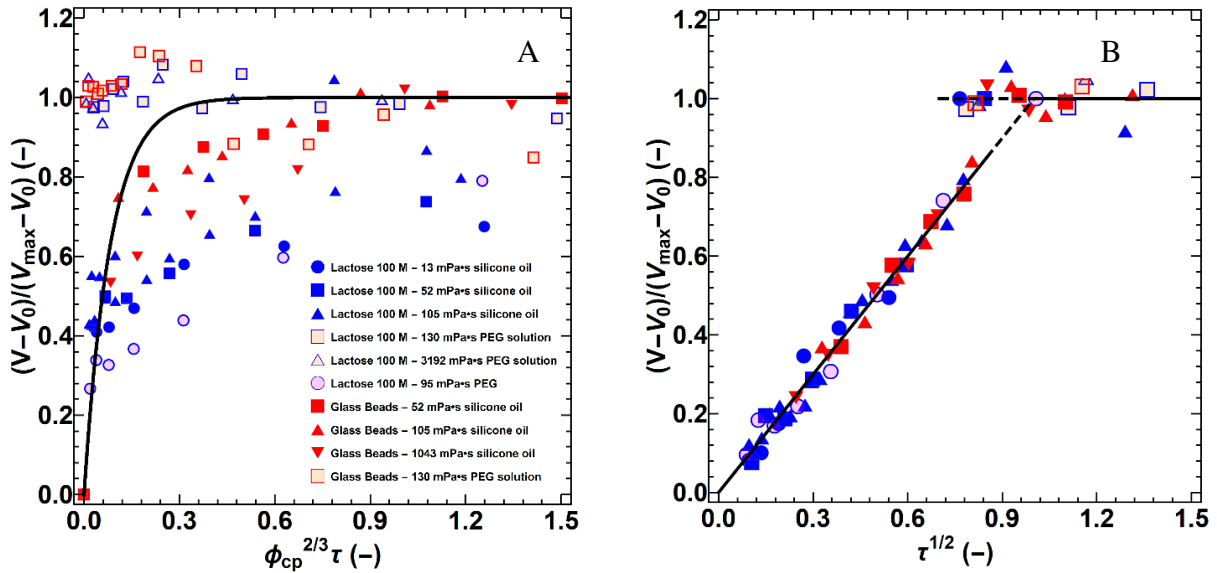 A
(V−V₀)/(Vₘₐₓ−V₀) (−)
1.2
1.0
0.8
0.6
0.4
0.2
0.0
Lactose 100 M − 13 mPa•s silicone oil
Lactose 100 M − 52 mPa•s silicone oil
Lactose 100 M − 105 mPa•s silicone oil
Lactose 100 M − 130 mPa•s PEG solution
Lactose 100 M − 3192 mPa•s PEG solution
Lactose 100 M − 95 mPa•s PEG
Glass Beads − 52 mPa•s silicone oil
Glass Beads − 105 mPa•s silicone oil
Glass Beads − 1043 mPa•s silicone oil
Glass Beads − 130 mPa•s PEG solution
0.0 0.3 0.6 0.9 1.2 1.5
ϕcp^2/3 τ (−)
B
(V−V₀)/(Vₘₐₓ−V₀) (−)
1.2
1.0
0.8
0.6
0.4
0.2
0.0
0.0 0.3 0.6 0.9 1.2 1.5
τ^1/2 (−)